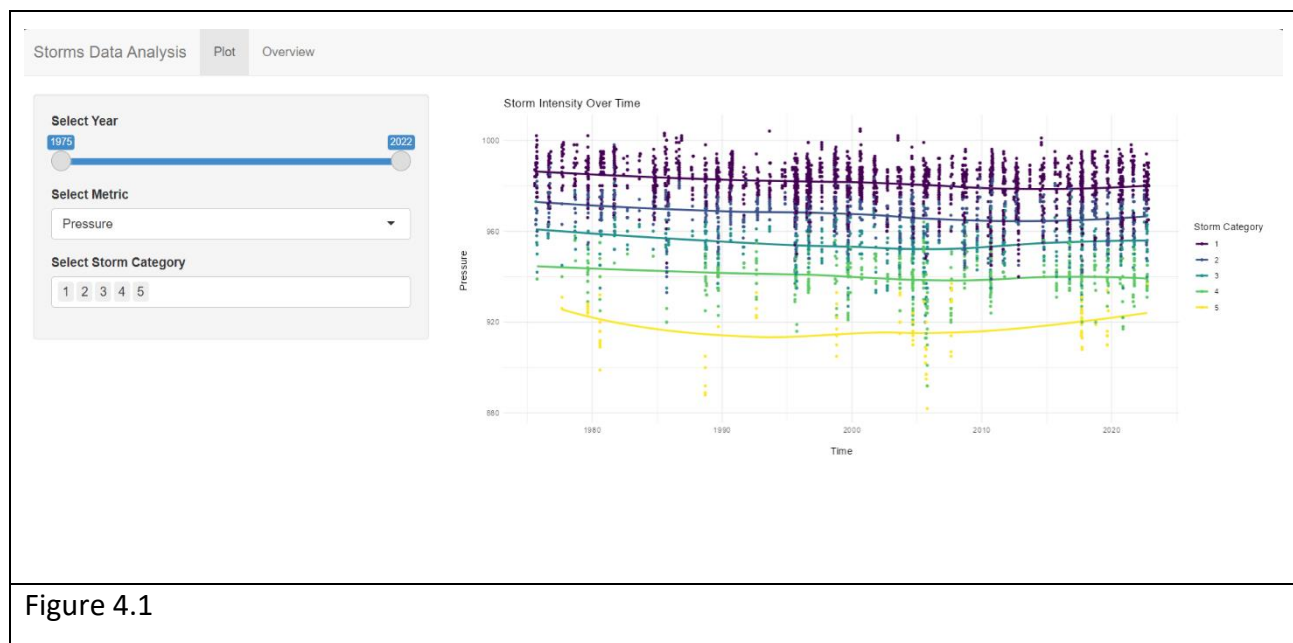 Storms Data Analysis Plot Overview
Select Year
1975 2022
Select Metric
Pressure
Select Storm Category
1 2 3 4 5
Storm Intensity Over Time
1000
960
920
880
Pressure
1980 1990 2000 2010 2020
Time
Storm Category
1
2
3
4
5
Figure 4.1